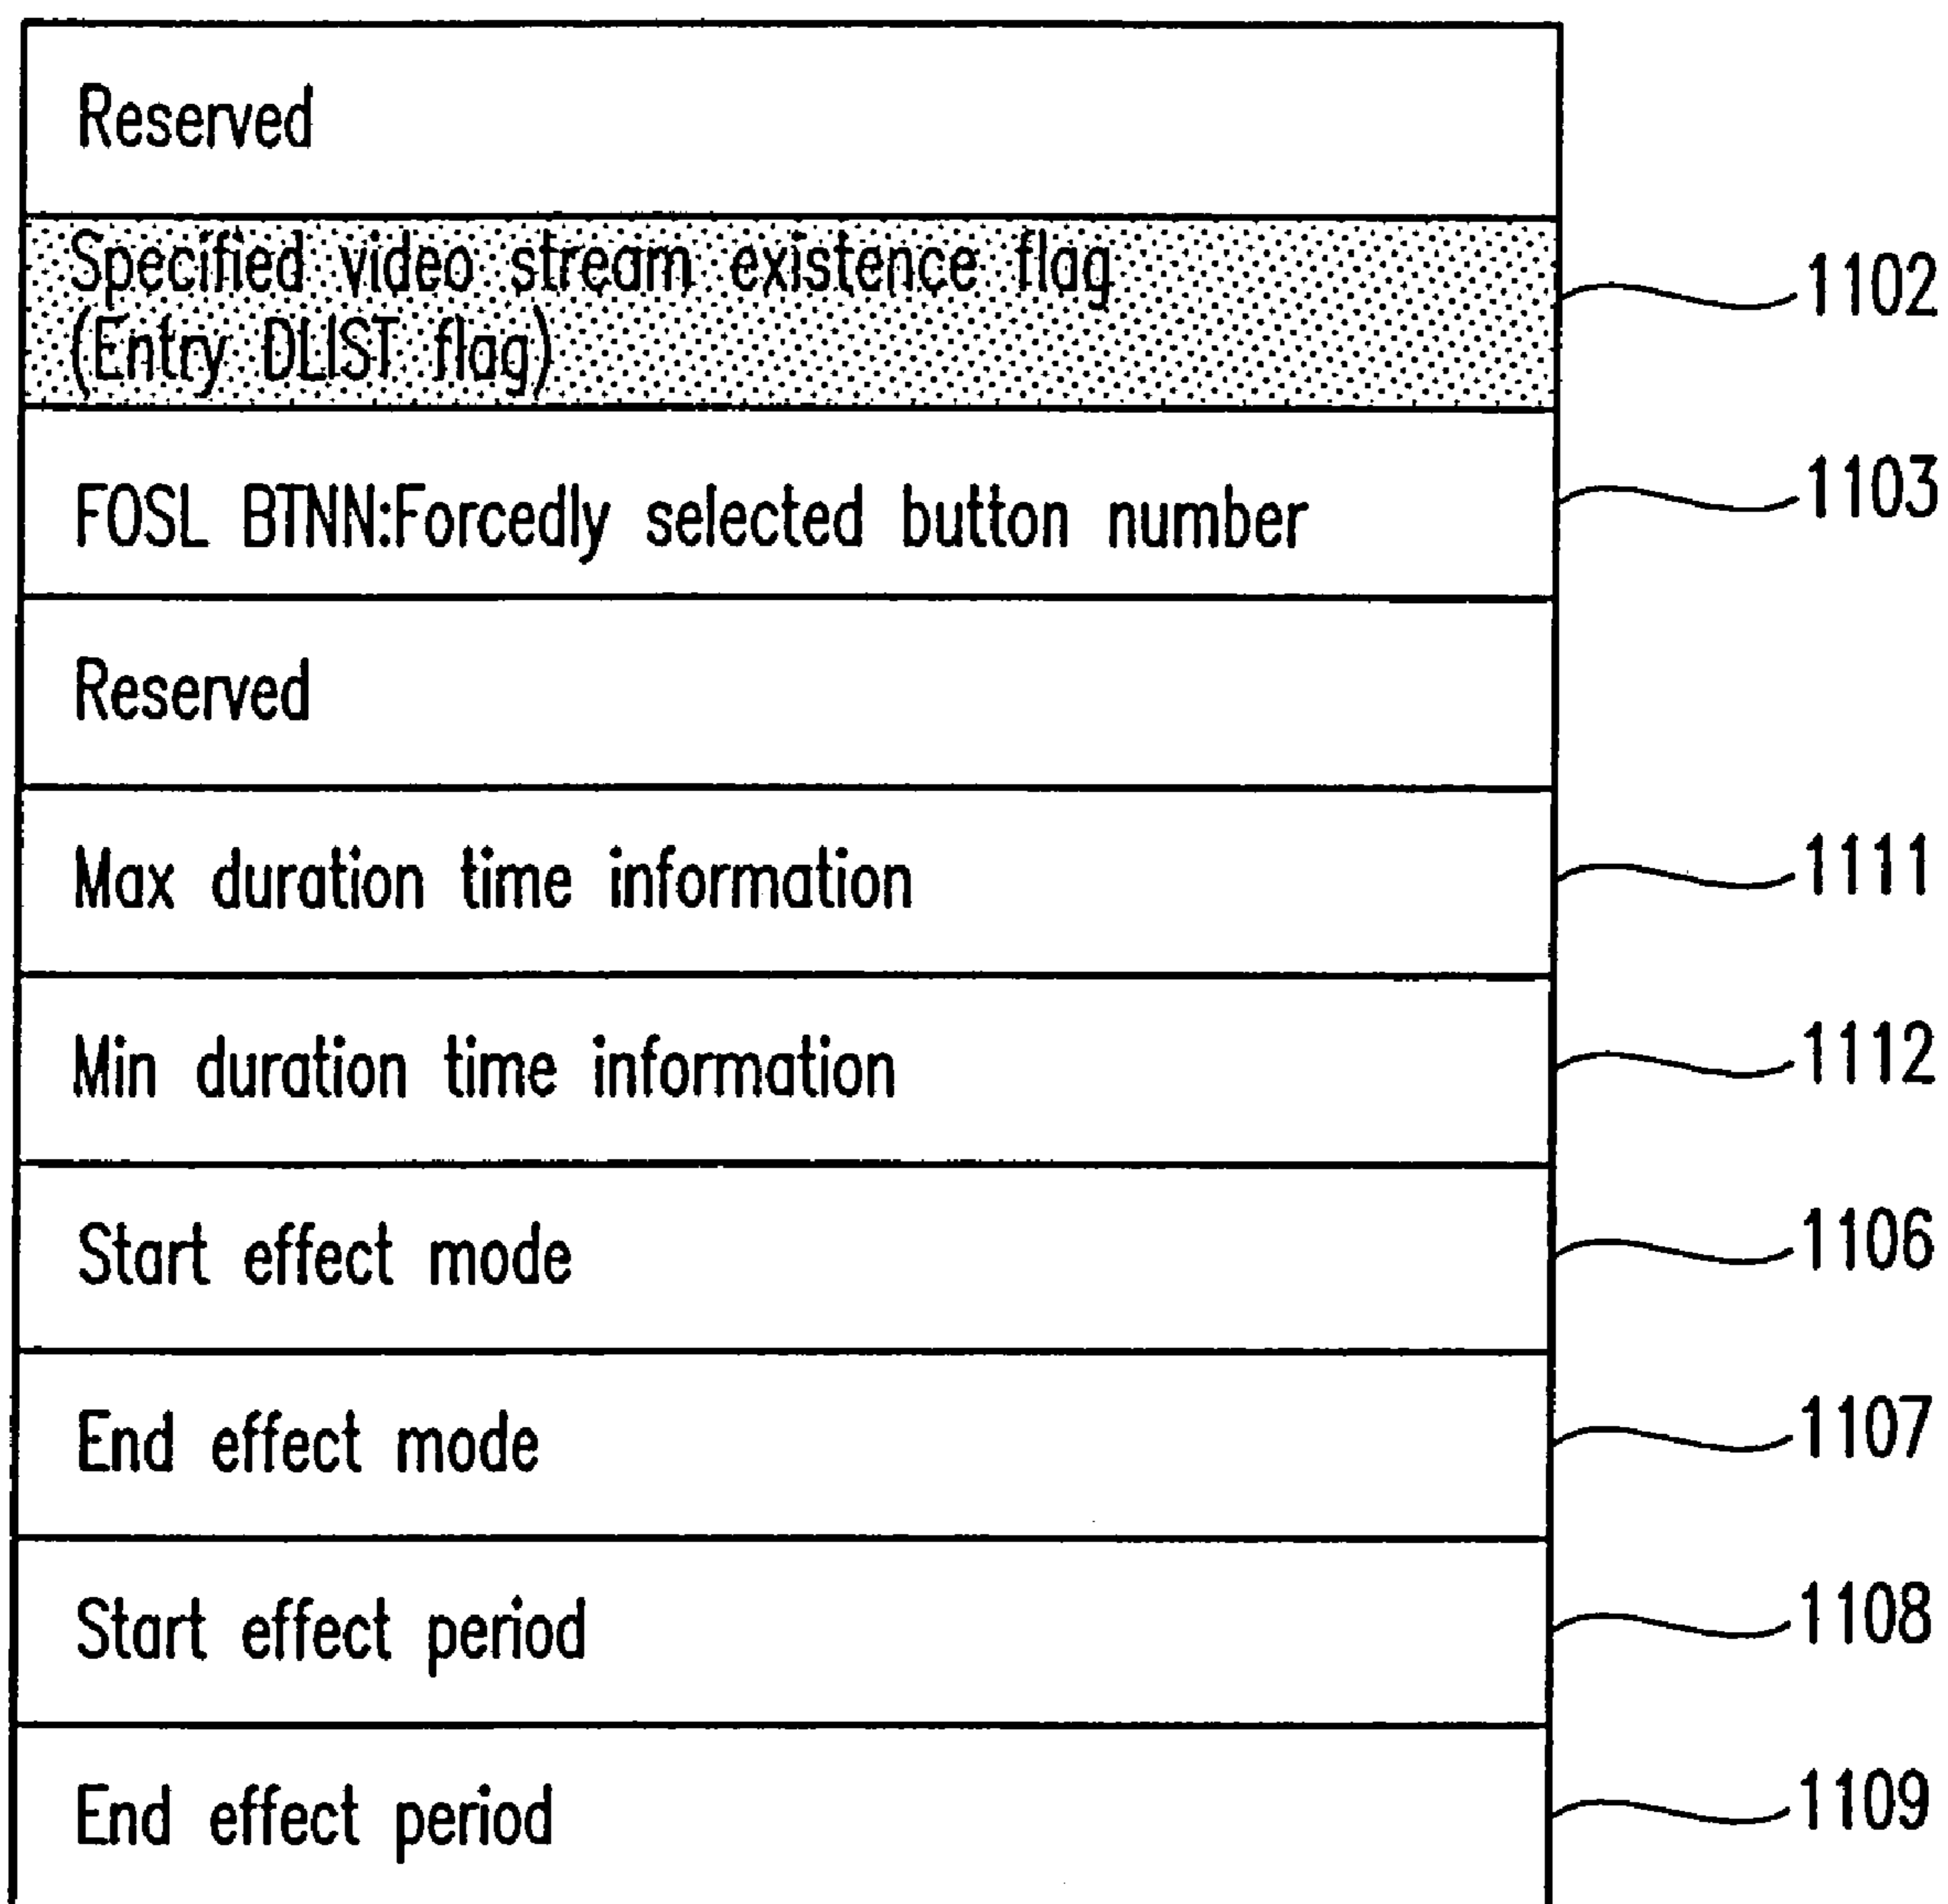 Reserved
Specified video stream existence flag
(Entry DLIST flag)
1102
FOSL BTNN:Forcedly selected button number
1103
Reserved
Max duration time information
1111
Min duration time information
1112
Start effect mode
1106
End effect mode
1107
Start effect period
1108
End effect period
1109